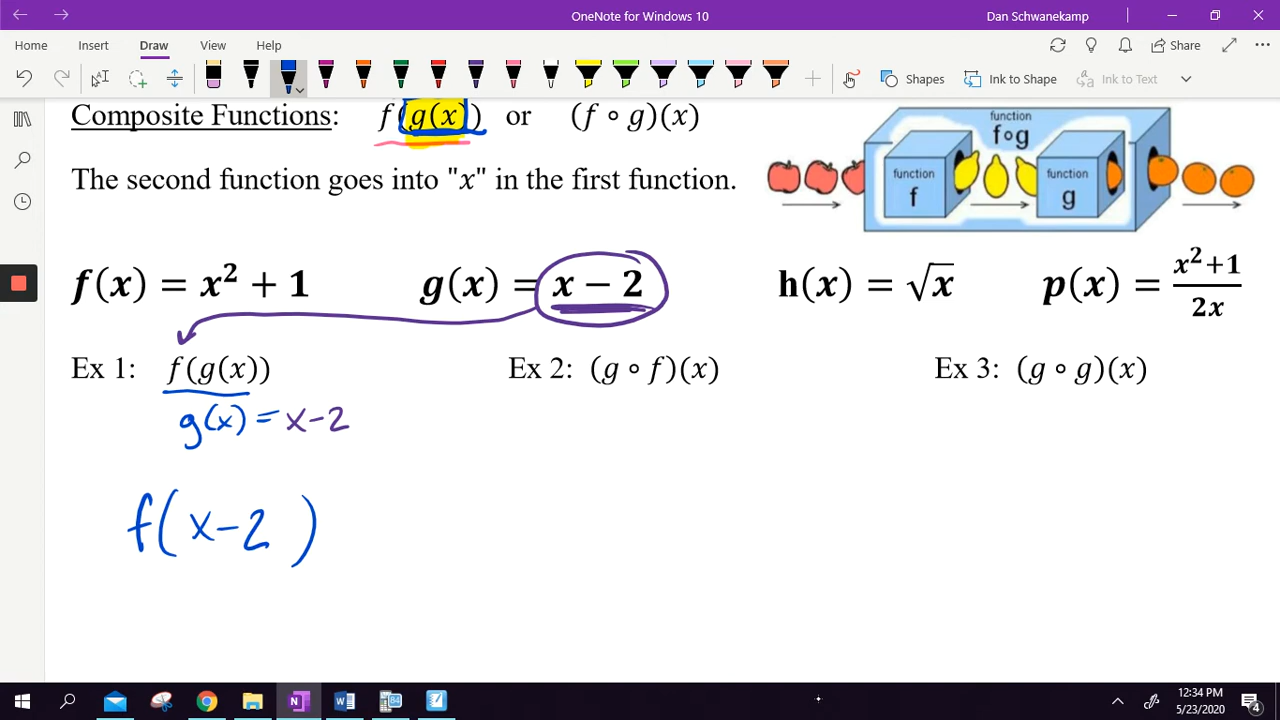 OneNote for Windows 10
Dan Schwanekamp
Home Insert Draw View Help
Share
Shapes Ink to Shape Ink to Text
Composite Functions: f(g(x)) or (f ∘ g)(x)
function
f∘g
function
f
function
g
The second function goes into "x" in the first function.
f(x) = x² + 1 g(x) = x − 2 h(x) = √x p(x) = (x²+1)/2x
Ex 1: f(g(x)) Ex 2: (g ∘ f)(x) Ex 3: (g ∘ g)(x)
g(x) = x-2
f( x-2 )
12:34 PM
5/23/2020
4